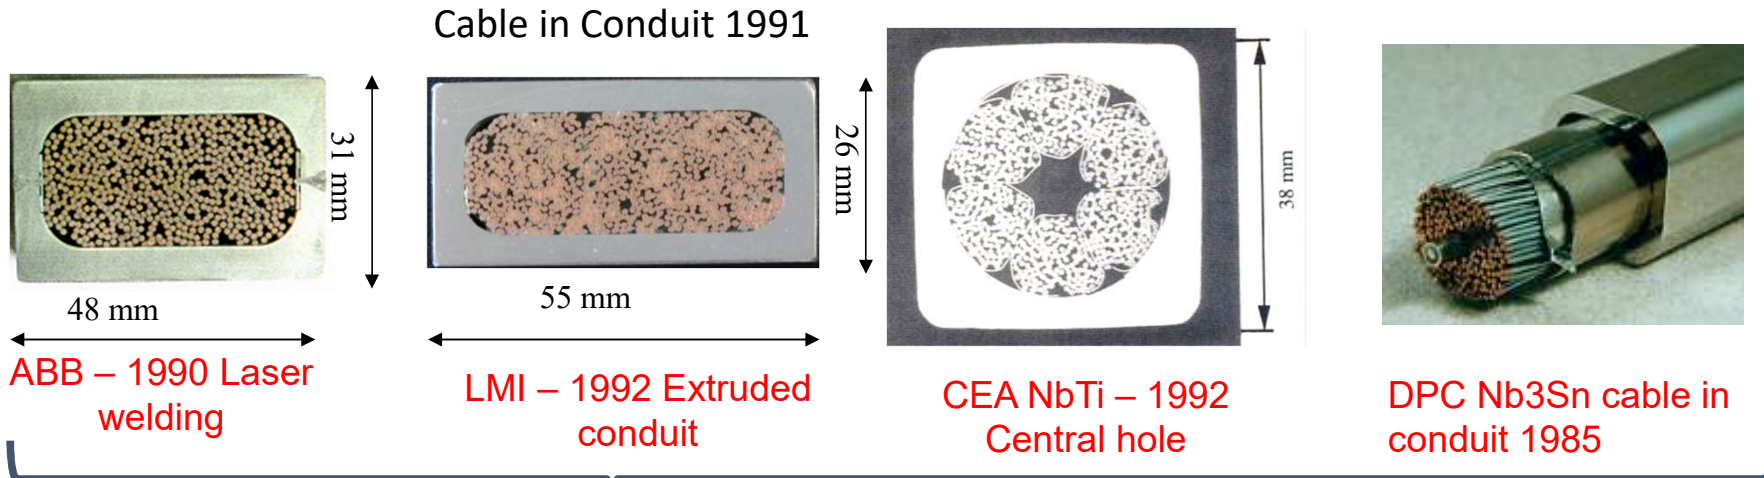 Cable in Conduit 1991
31 mm
48 mm
ABB – 1990 Laser
welding
26 mm
55 mm
LMI – 1992 Extruded
conduit
38 mm
CEA NbTi – 1992
Central hole
DPC Nb3Sn cable in
conduit 1985